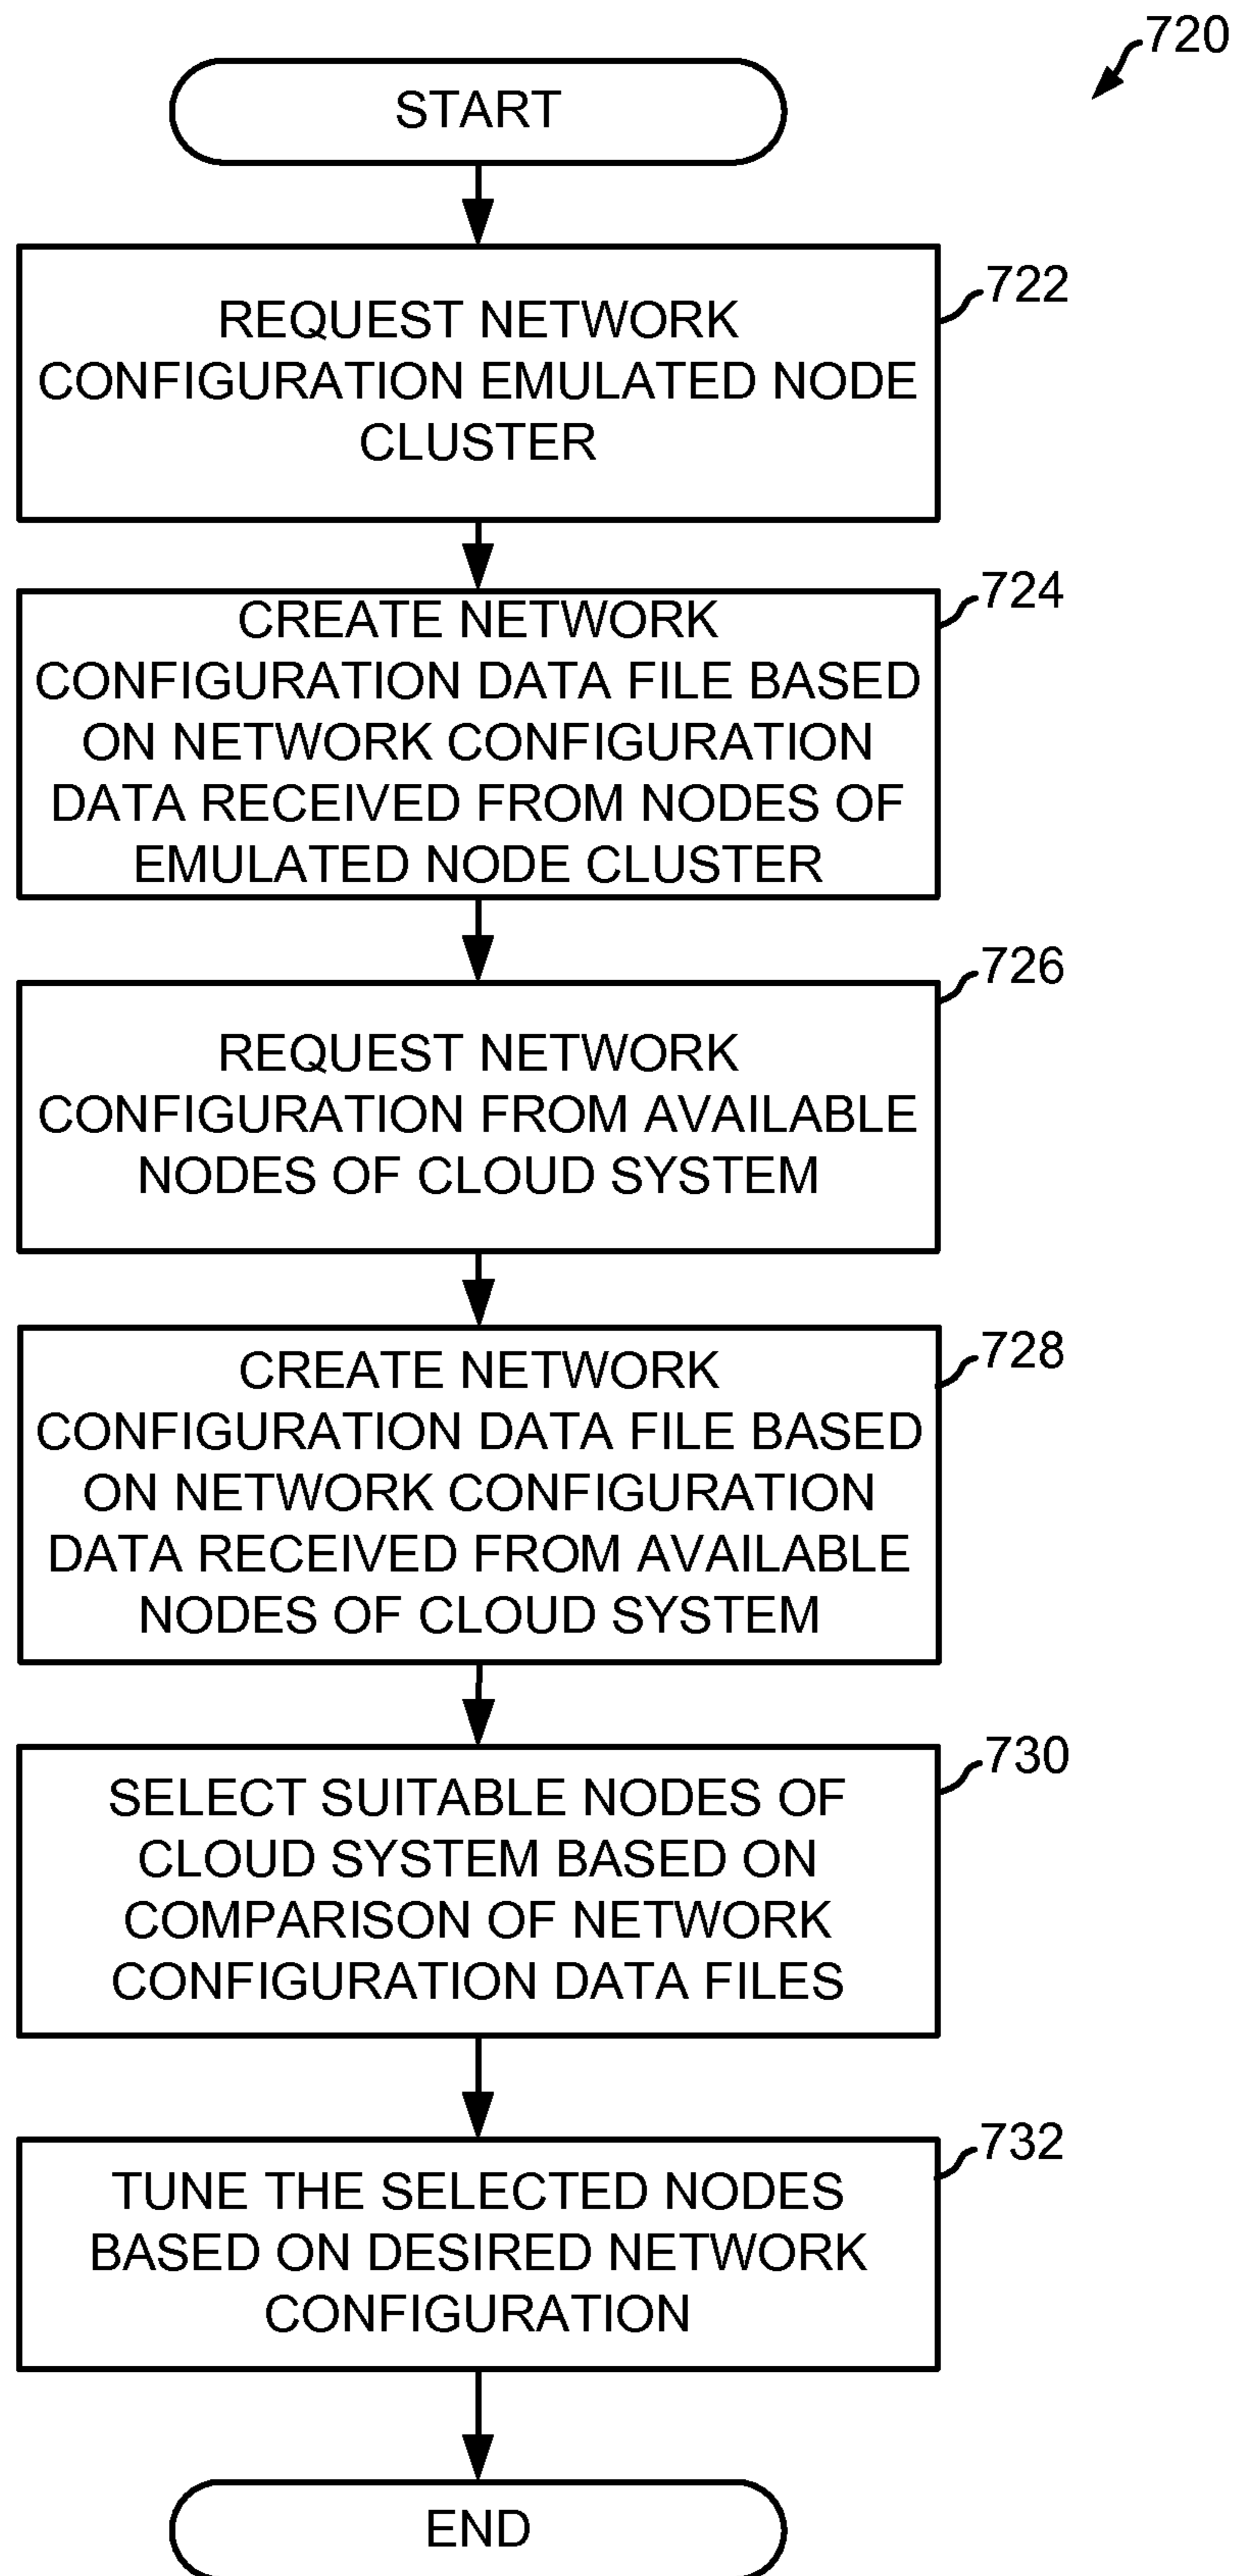 720
START
722
REQUEST NETWORK
CONFIGURATION EMULATED NODE
CLUSTER
724
CREATE NETWORK
CONFIGURATION DATA FILE BASED
ON NETWORK CONFIGURATION
DATA RECEIVED FROM NODES OF
EMULATED NODE CLUSTER
726
REQUEST NETWORK
CONFIGURATION FROM AVAILABLE
NODES OF CLOUD SYSTEM
728
CREATE NETWORK
CONFIGURATION DATA FILE BASED
ON NETWORK CONFIGURATION
DATA RECEIVED FROM AVAILABLE
NODES OF CLOUD SYSTEM
730
SELECT SUITABLE NODES OF
CLOUD SYSTEM BASED ON
COMPARISON OF NETWORK
CONFIGURATION DATA FILES
732
TUNE THE SELECTED NODES
BASED ON DESIRED NETWORK
CONFIGURATION
END